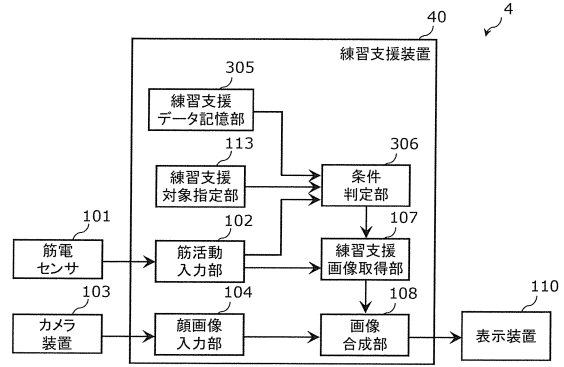 4
40
練習支援装置
305
練習支援
データ記憶部
113
練習支援
対象指定部
306
条件
判定部
101
筋電
センサ
102
筋活動
入力部
107
練習支援
画像取得部
103
カメラ
装置
104
顔画像
入力部
108
画像
合成部
110
表示装置